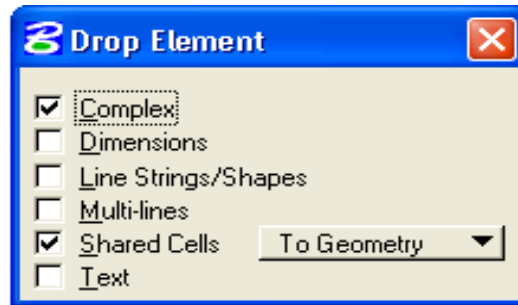 Drop Element
Complex
Dimensions
Line Strings/Shapes
Multi-lines
Shared Cells To Geometry
Text